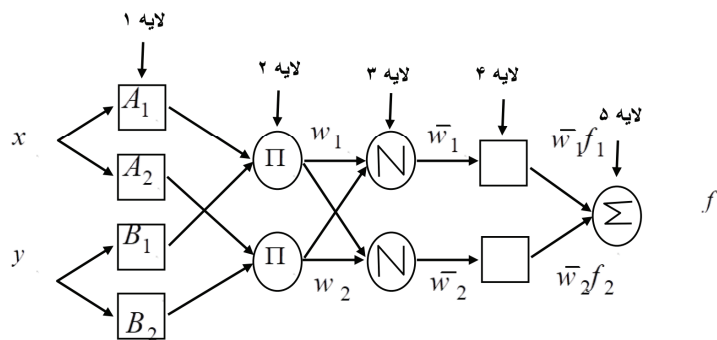 لایه ۱
لایه ۲
لایه ۳
لایه ۴
لایه ۵
x
y
A₁
A₂
B₁
B₂
Π
Π
w₁
w₂
N
N
w̄₁
w̄₂
w̄₁f₁
w̄₂f₂
Σ
f